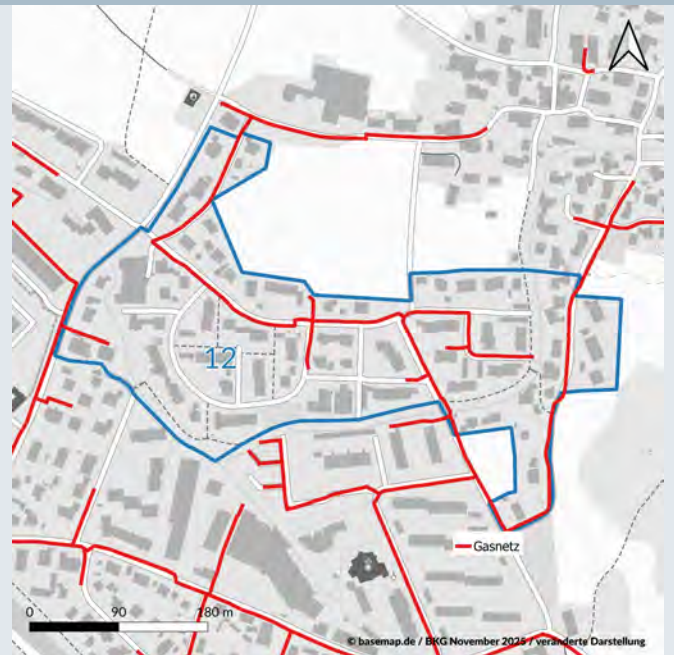 12
Gasnetz
0 90 180 m
© basemap.de / BKG November 2025 / veränderte Darstellung